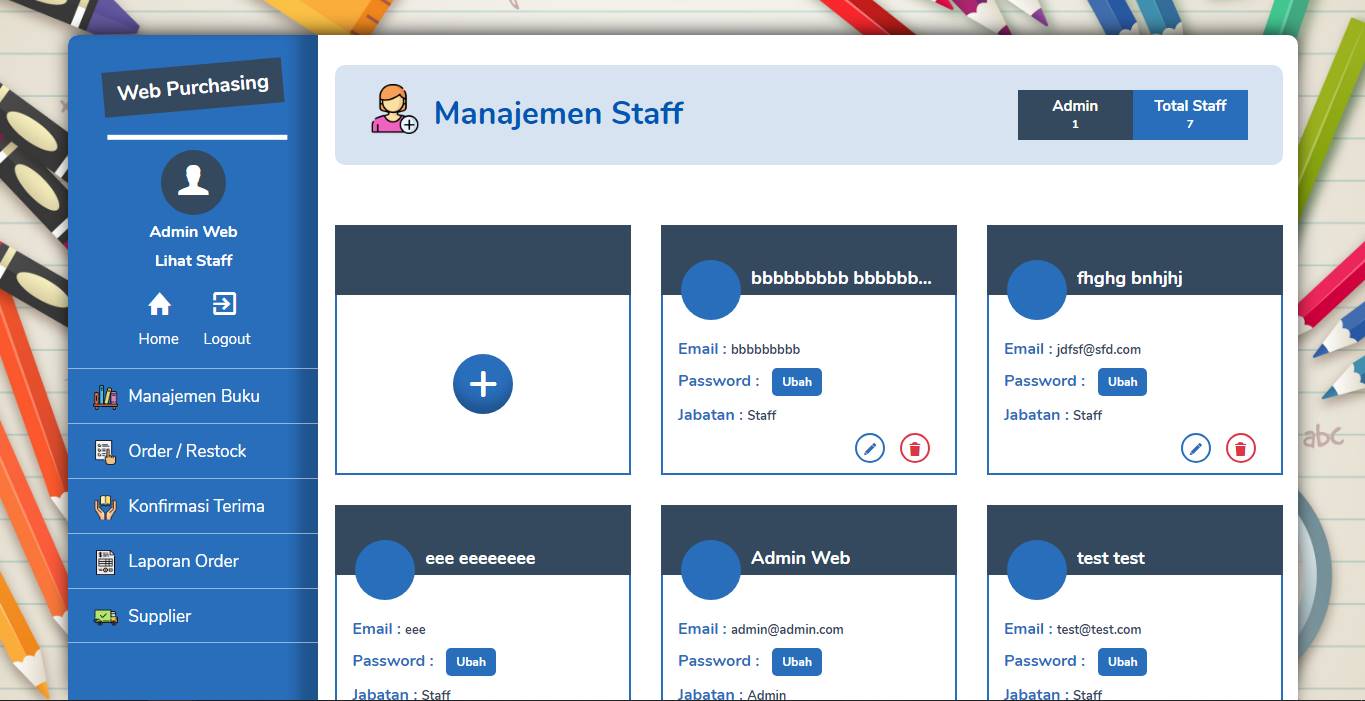 Web Purchasing
Admin Web
Lihat Staff
Home Logout
Manajemen Buku
Order / Restock
Konfirmasi Terima
Laporan Order
Supplier
Manajemen Staff
Admin
1
Total Staff
7
bbbbbbbbb bbbbbb...
Email : bbbbbbbbb
Password : Ubah
Jabatan : Staff
fhghg bnhjhj
Email : jdfsf@sfd.com
Password : Ubah
Jabatan : Staff
eee eeeeeeee
Email : eee
Password : Ubah
Jabatan : Staff
Admin Web
Email : admin@admin.com
Password : Ubah
Jabatan : Admin
test test
Email : test@test.com
Password : Ubah
Jabatan : Staff
abc